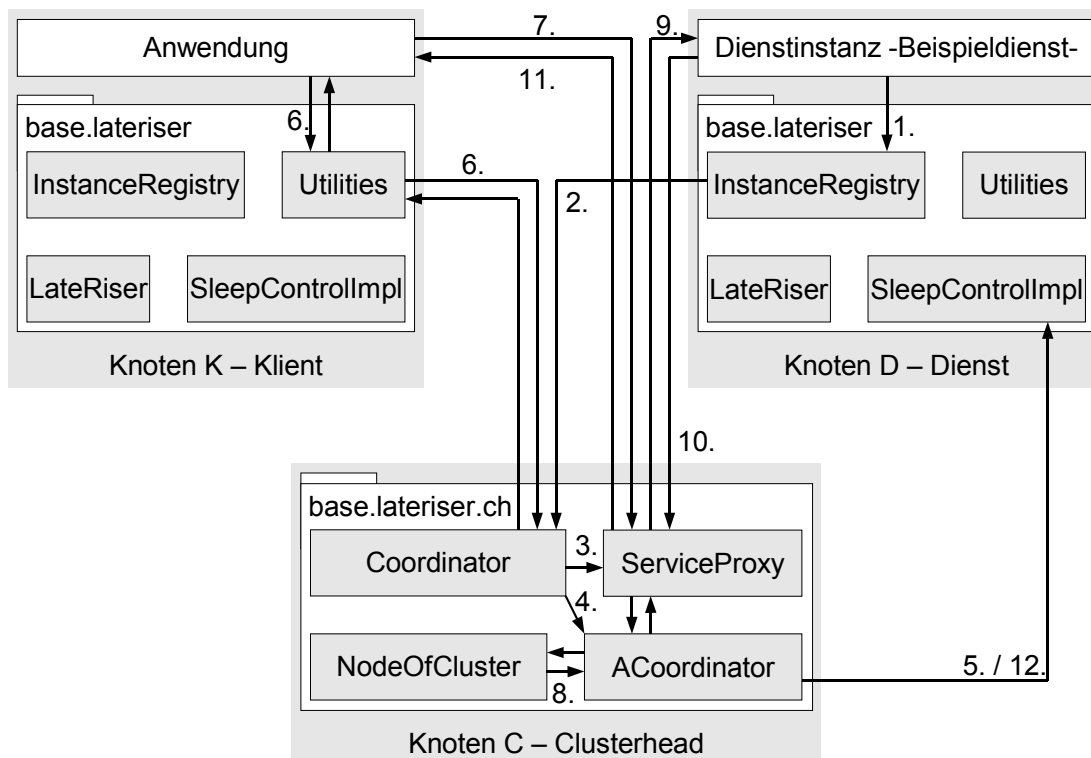 Anwendung
7.
9.
Dienstinstanz -Beispieldienst-
11.
6.
1.
base.lateriser
base.lateriser
InstanceRegistry
Utilities
6.
2.
InstanceRegistry
Utilities
LateRiser
SleepControlImpl
LateRiser
SleepControlImpl
Knoten K – Klient
Knoten D – Dienst
10.
base.lateriser.ch
Coordinator
3.
ServiceProxy
4.
NodeOfCluster
8.
ACoordinator
5. / 12.
Knoten C – Clusterhead